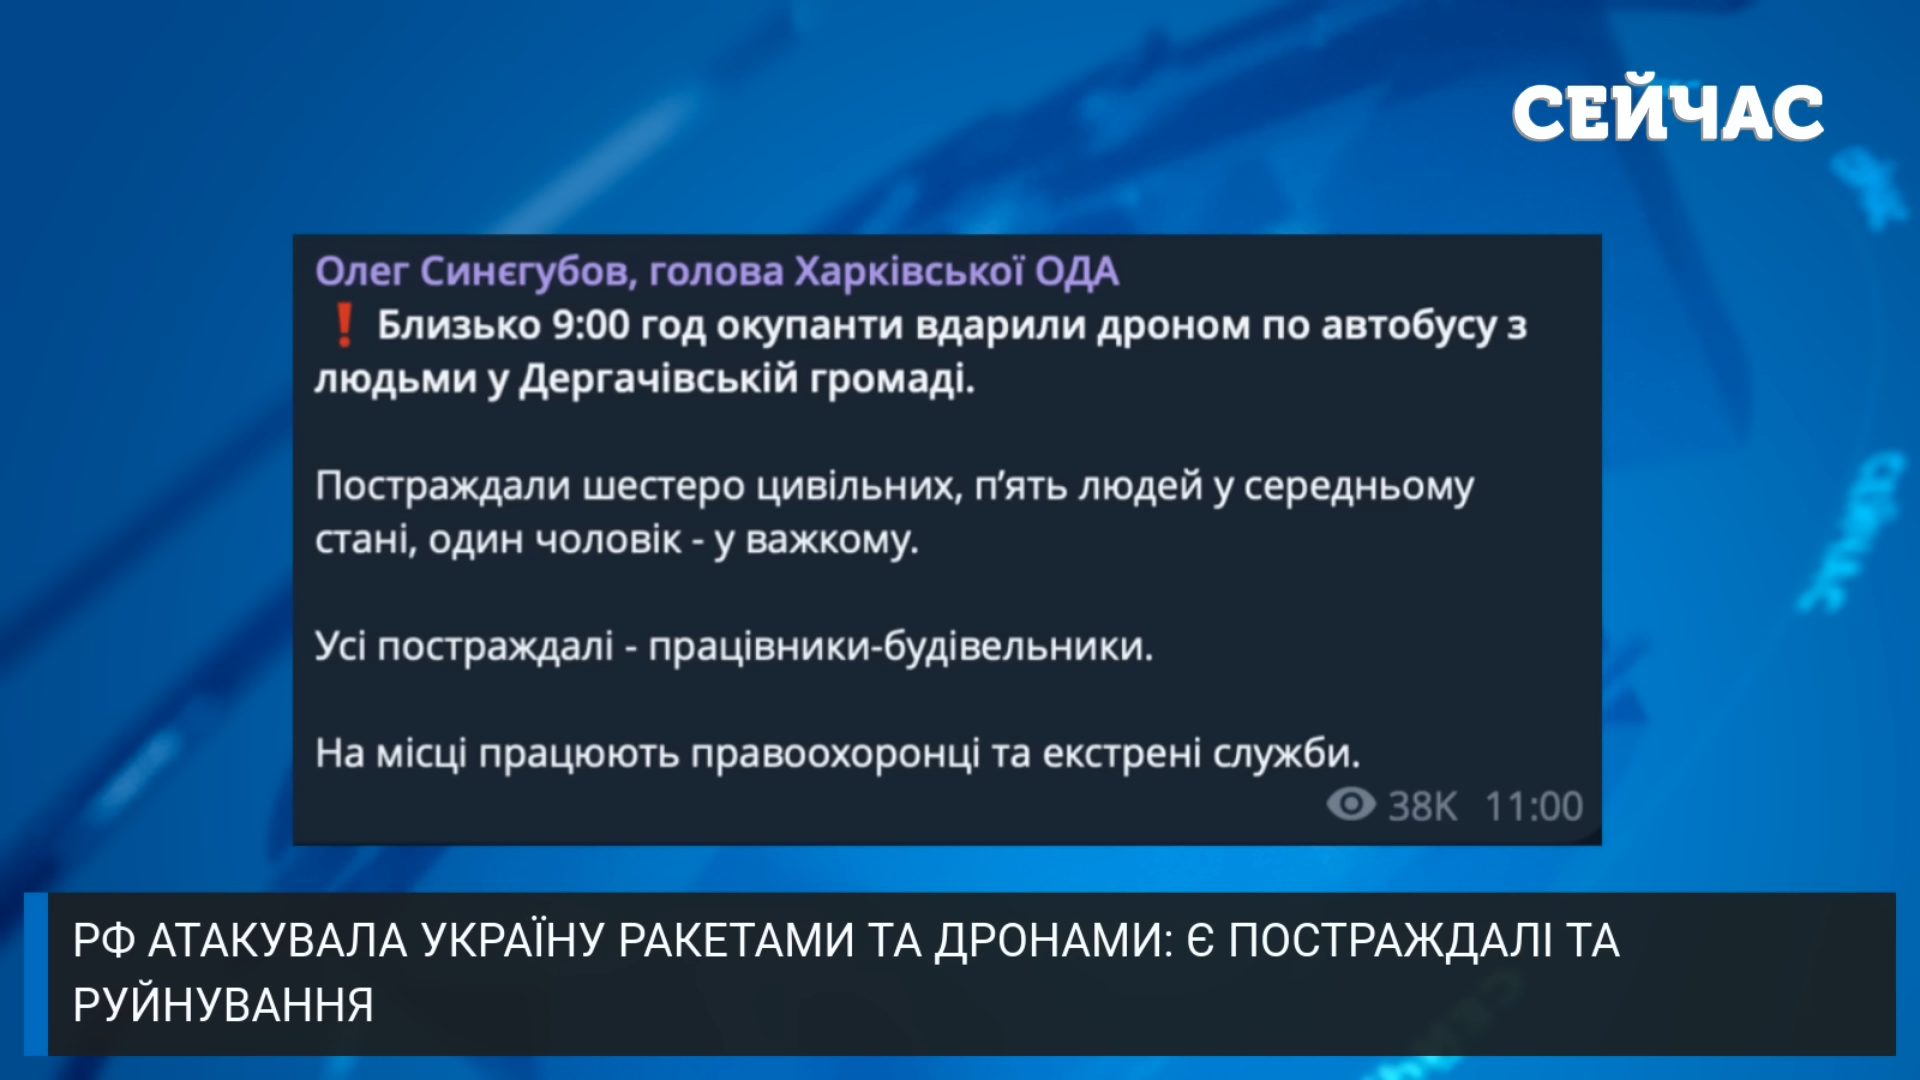 СЕЙЧАС
Олег Синєгубов, голова Харківської ОДА
❗ Близько 9:00 год окупанти вдарили дроном по автобусу з
людьми у Дергачівській громаді.
Постраждали шестеро цивільних, п’ять людей у середньому
стані, один чоловік - у важкому.
Усі постраждалі - працівники-будівельники.
На місці працюють правоохоронці та екстрені служби.
38K 11:00
РФ АТАКУВАЛА УКРАЇНУ РАКЕТАМИ ТА ДРОНАМИ: Є ПОСТРАЖДАЛІ ТА
РУЙНУВАННЯ